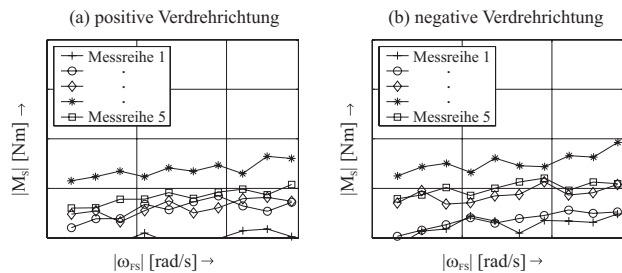 (a) positive Verdrehrichtung
(b) negative Verdrehrichtung
|M_S| [Nm] →
Messreihe 1
.
.
.
Messreihe 5
|ω_FS| [rad/s] →
|M_S| [Nm] →
Messreihe 1
.
.
.
Messreihe 5
|ω_FS| [rad/s] →